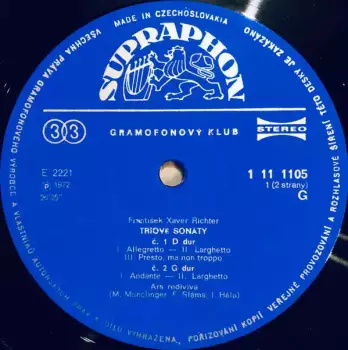 MADE IN CZECHOSLOVAKIA
VŠECHNA PRÁVA GRAMOFONOVÉHO VÝROBCE A VLASTNÍKŮ AUTORSKÝCH PRÁV K DÍLU VYHRAZENA, POŘIZOVÁNÍ KOPIÍ, VEŘEJNÉ PROVOZOVÁNÍ A ROZHLASOVÉ ŠÍŘENÍ TÉTO DESKY JE ZAKÁZÁNO
SUPRAPHON
33
GRAMOFONOVÝ KLUB
STEREO
E 2221
1 11 1105
p 1972
1 (2 strany)
G
František Xaver Richter
TRIOVÉ SONÁTY
č. 1 D dur
I. Allegretto — II. Larghetto
III. Presto, ma non troppo
č. 2 G dur
I. Andante — II. Larghetto
Ars rediviva
(M. Munclinger, F. Sláma, J. Hála)